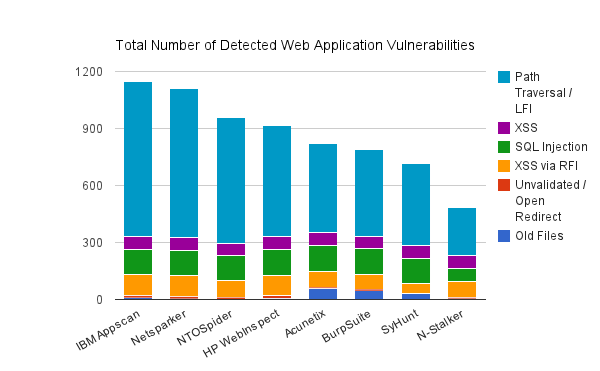 Total Number of Detected Web Application Vulnerabilities
1200
900
600
300
0
IBM Appscan
Netsparker
NTOSpider
HP WebInspect
Acunetix
BurpSuite
SyHunt
N-Stalker
Path
Traversal /
LFI
XSS
SQL Injection
XSS via RFI
Unvalidated /
Open
Redirect
Old Files